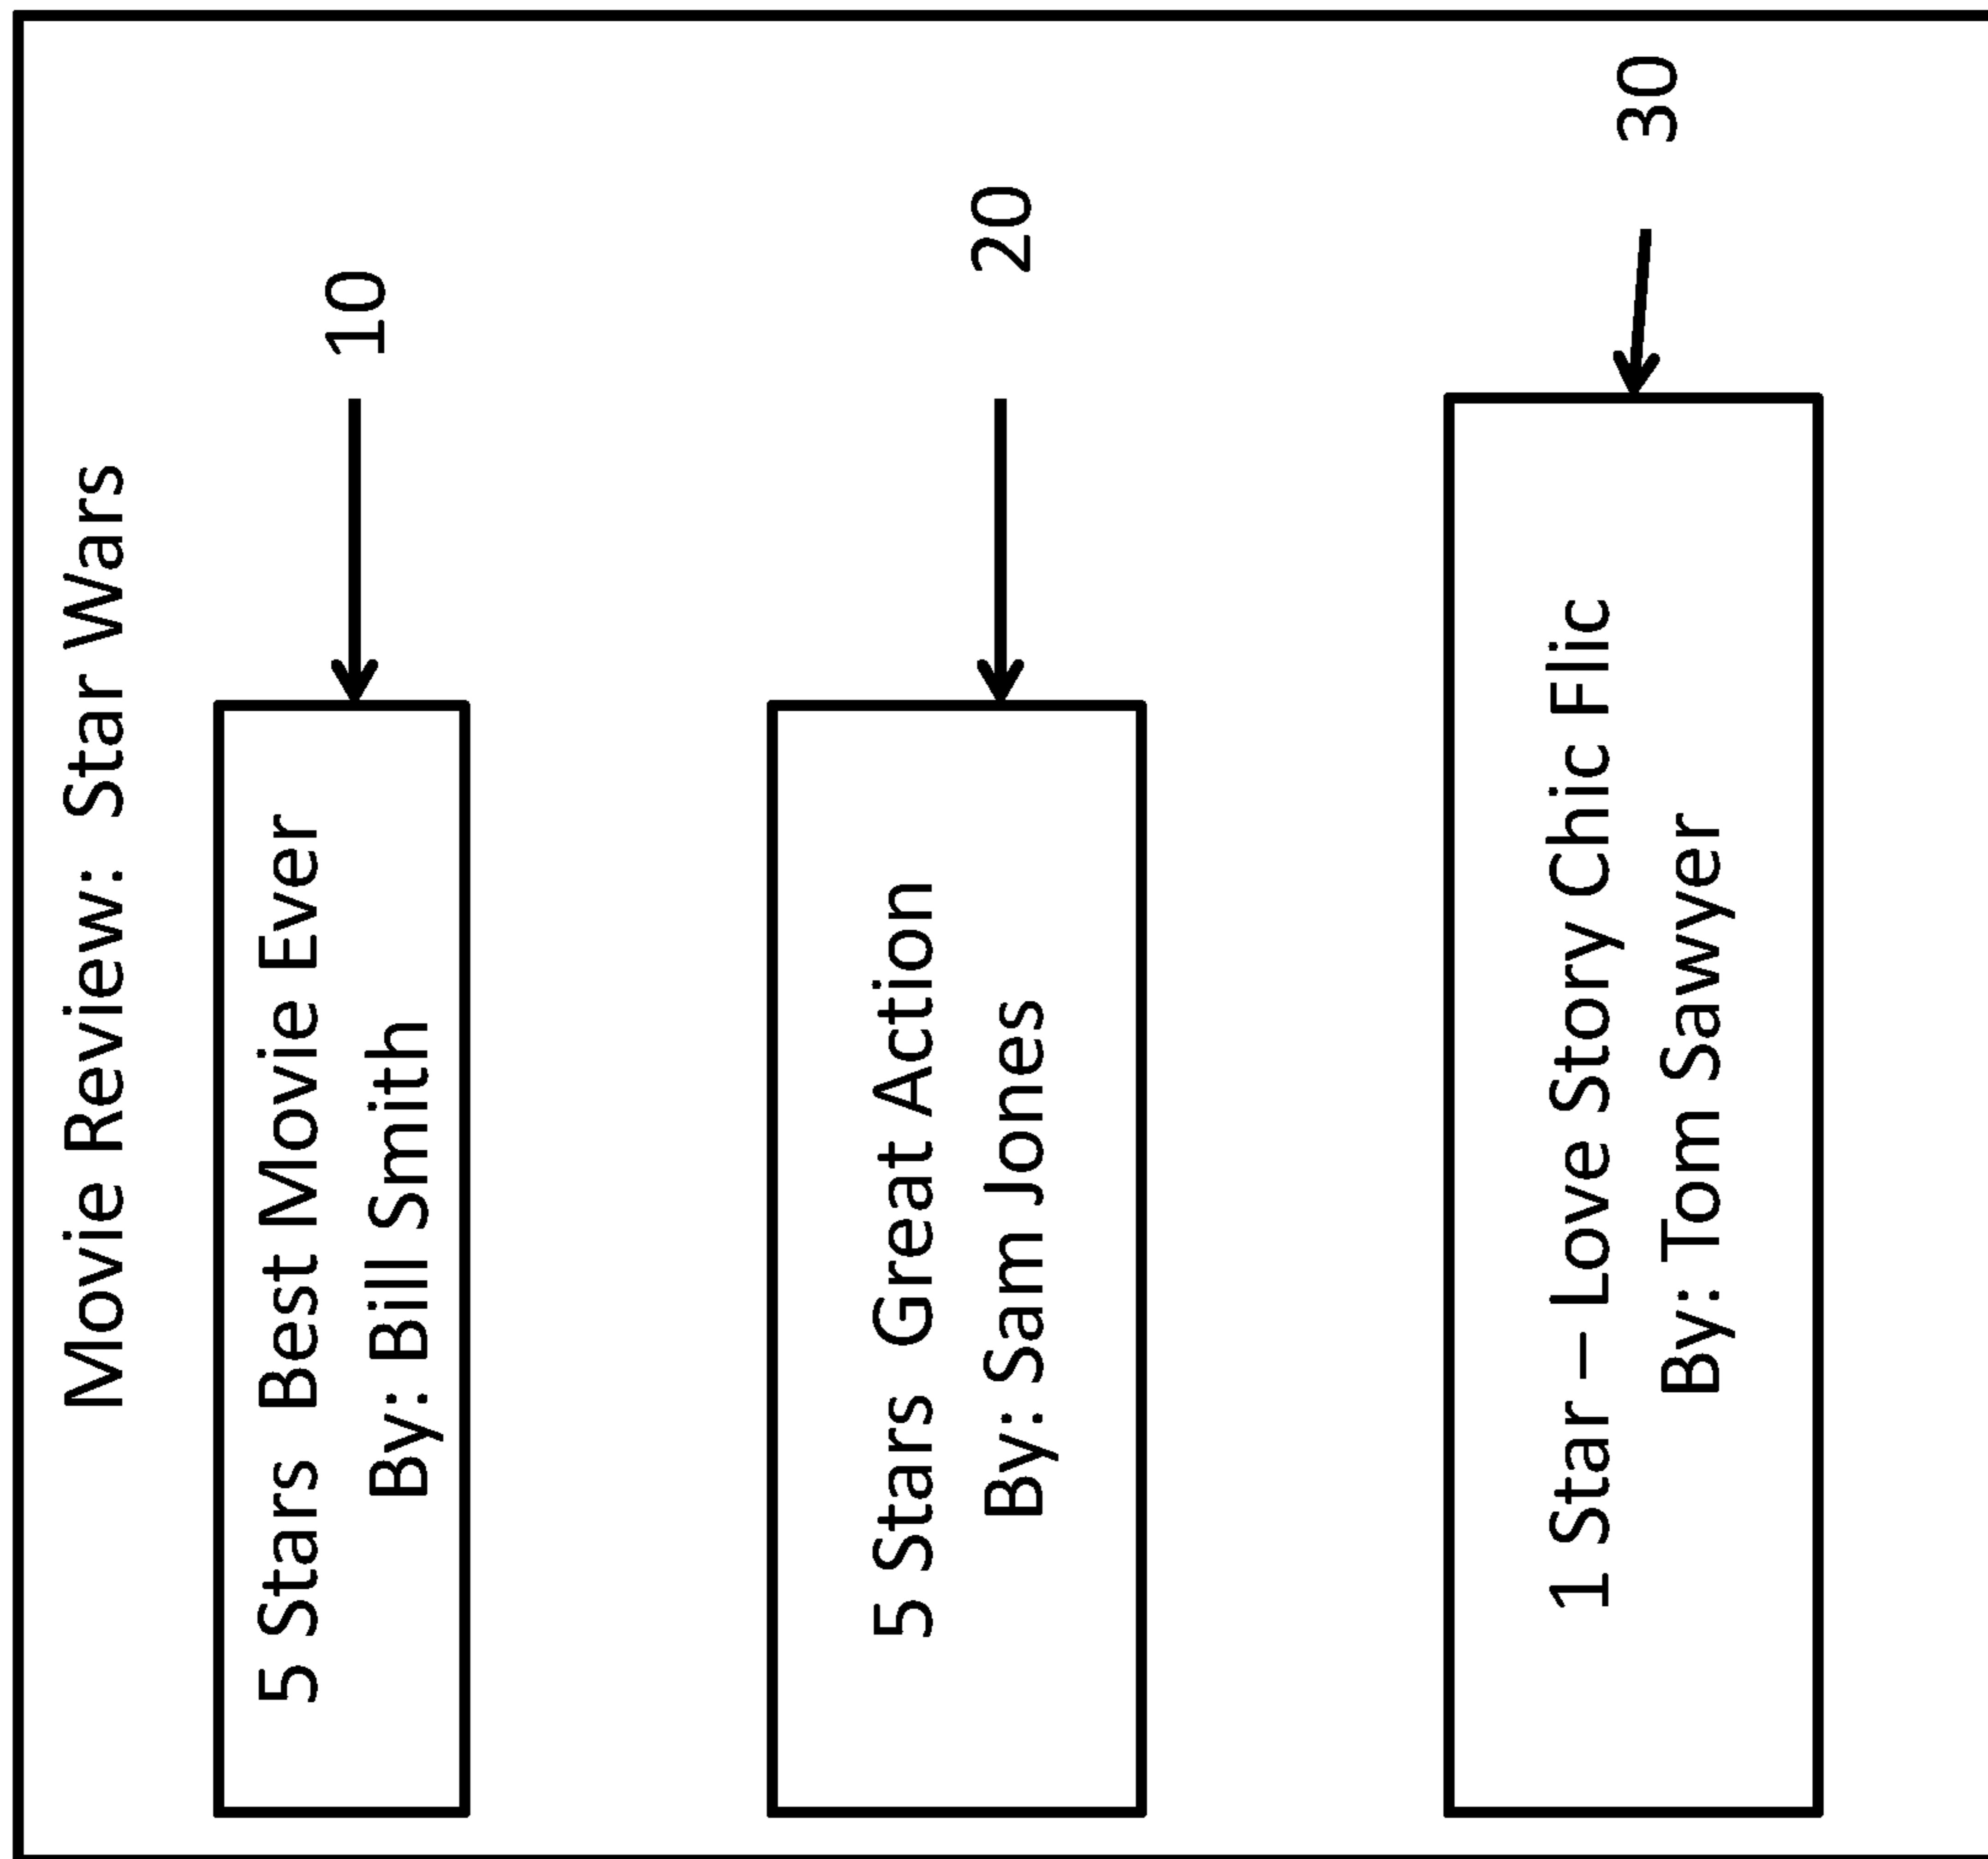 Movie Review:  Star Wars
5 Stars  Best Movie Ever
By: Bill Smith
10
5 Stars  Great Action
By: Sam Jones
20
1 Star – Love Story Chic Flic
By: Tom Sawyer
30